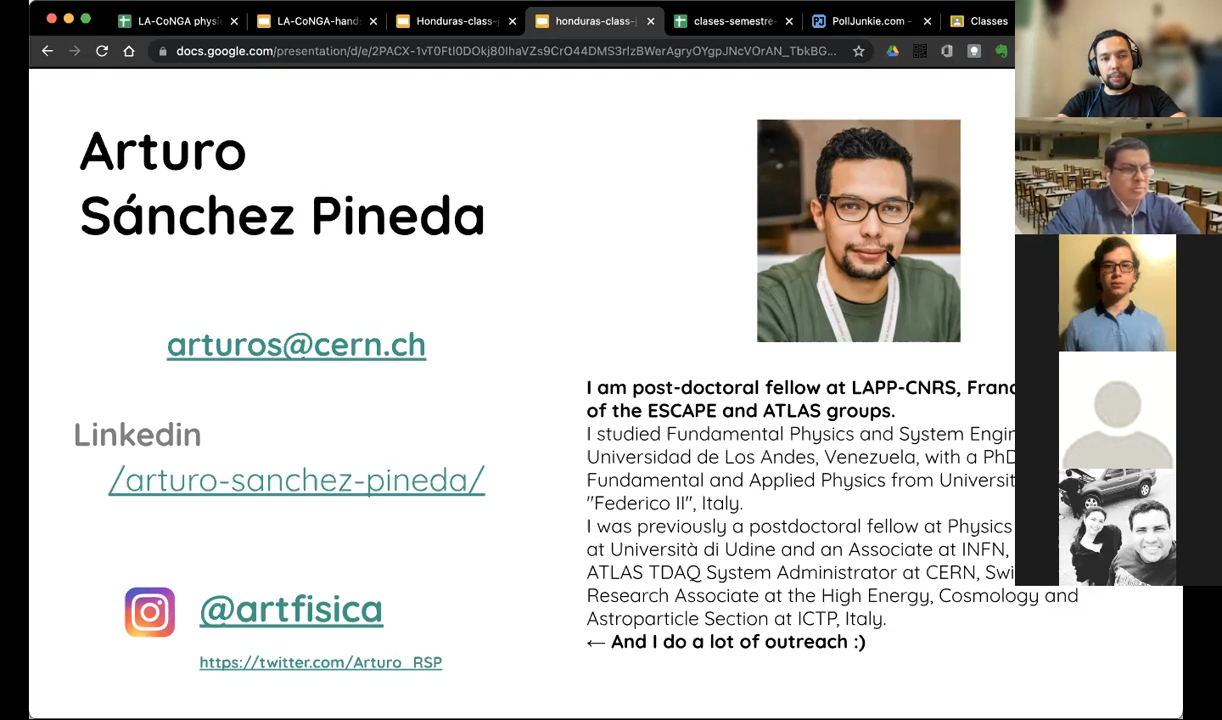 LA-CoNGA physi
LA-CoNGA-hand
Honduras-class-j
honduras-class-j
clases-semestre-
PollJunkie.com -
Classes
docs.google.com/presentation/d/e/2PACX-1vT0FtI0DOkj80IhaVZs9CrO44DMS3rIzBWerAgryOYgpJNcVOrAN_TbkBG...
Arturo
Sánchez Pineda
arturos@cern.ch
Linkedin
/arturo-sanchez-pineda/
@artfisica
https://twitter.com/Arturo_RSP
I am post-doctoral fellow at LAPP-CNRS, Franc
of the ESCAPE and ATLAS groups.
I studied Fundamental Physics and System Engin
Universidad de Los Andes, Venezuela, with a PhD
Fundamental and Applied Physics from Universit
"Federico II", Italy.
I was previously a postdoctoral fellow at Physics
at Università di Udine and an Associate at INFN,
ATLAS TDAQ System Administrator at CERN, Swi
Research Associate at the High Energy, Cosmology and
Astroparticle Section at ICTP, Italy.
← And I do a lot of outreach :)